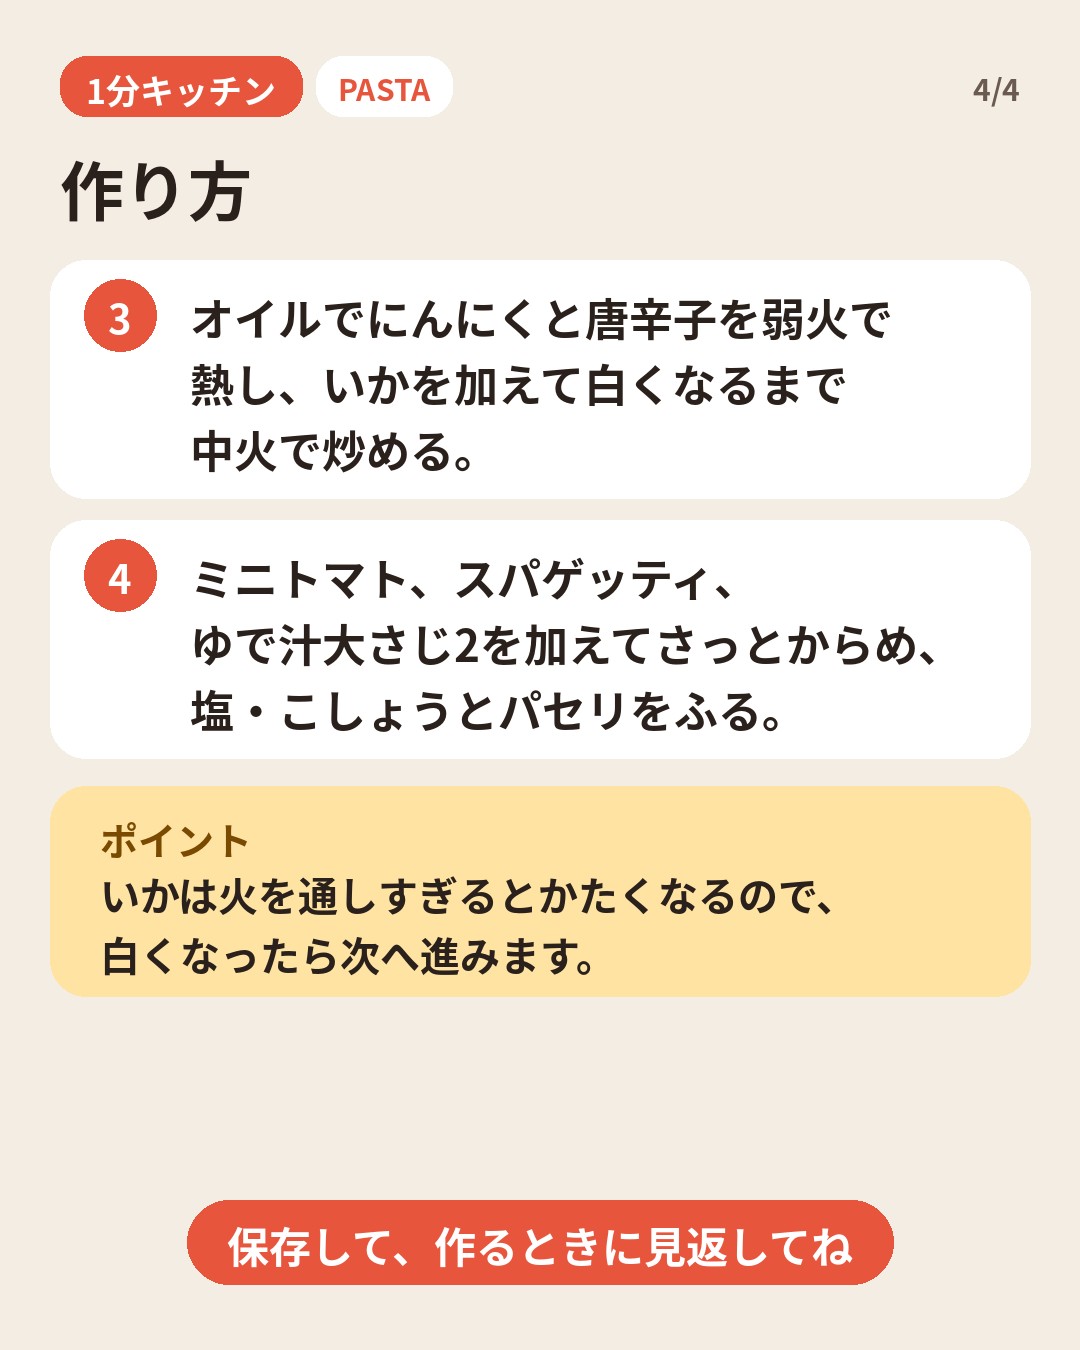 1分キッチン PASTA 4/4
作り方
3 オイルでにんにくと唐辛子を弱火で
熱し、いかを加えて白くなるまで
中火で炒める。
4 ミニトマト、スパゲッティ、
ゆで汁大さじ2を加えてさっとからめ、
塩・こしょうとパセリをふる。
ポイント
いかは火を通しすぎるとかたくなるので、
白くなったら次へ進みます。
保存して、作るときに見返してね